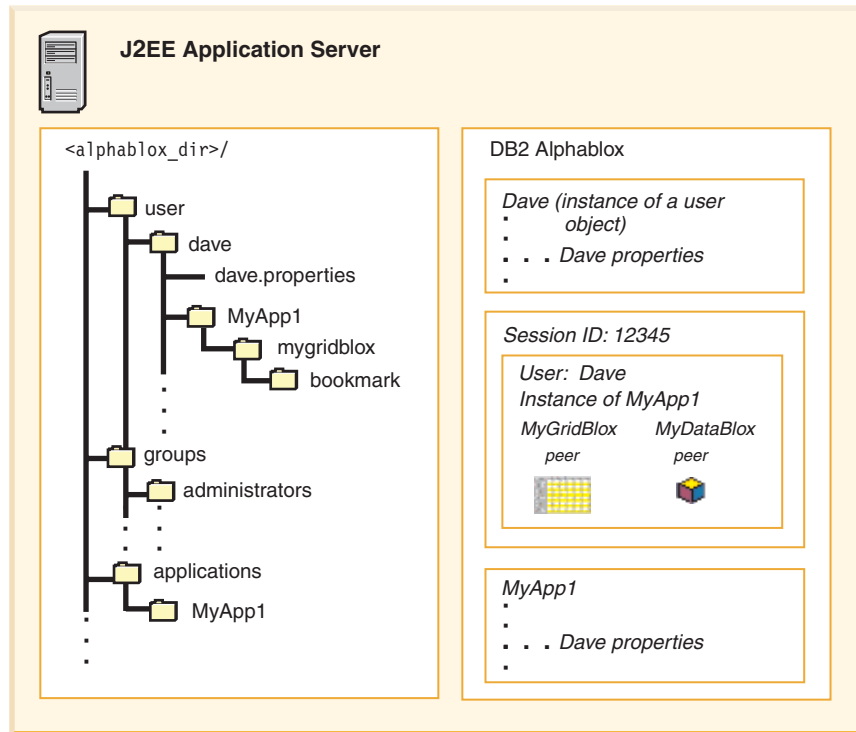 J2EE Application Server
<alphablox_dir>/
user
dave
dave.properties
MyApp1
mygridblox
bookmark
groups
administrators
applications
MyApp1
DB2 Alphablox
Dave (instance of a user
object)
Dave properties
Session ID: 12345
User: Dave
Instance of MyApp1
MyGridBlox MyDataBlox
peer peer
MyApp1
Dave properties